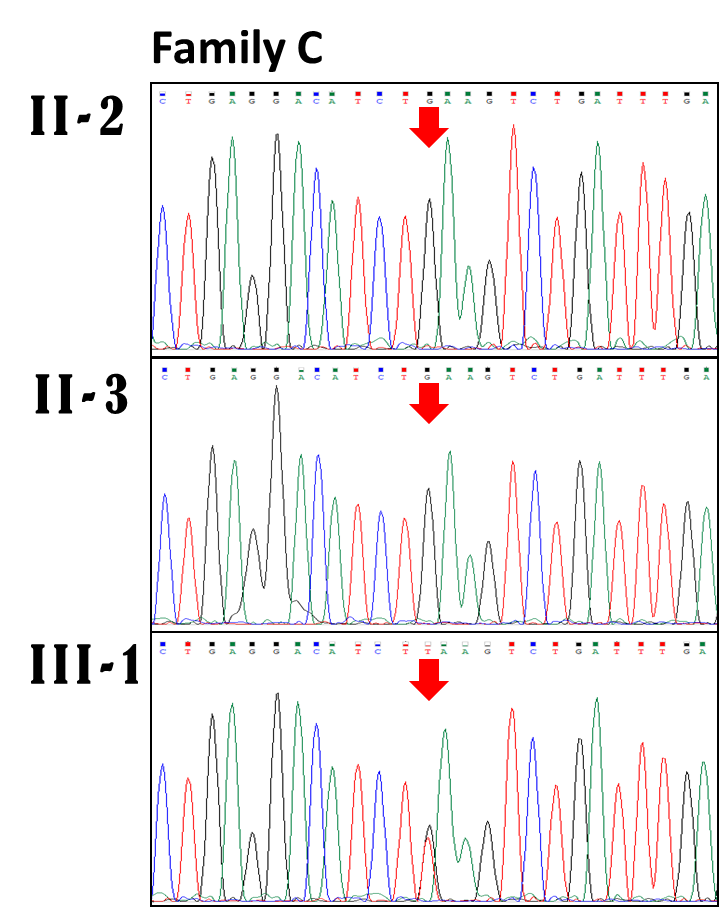 Family C
II-2
C T G A G G A C A T C T G A A G T C T G A T T T G A
II-3
C T G A G G A C A T C T G A A G T C T G A T T T G A
III-1
C T G A G G A C A T C T T A A G T C T G A T T T G A